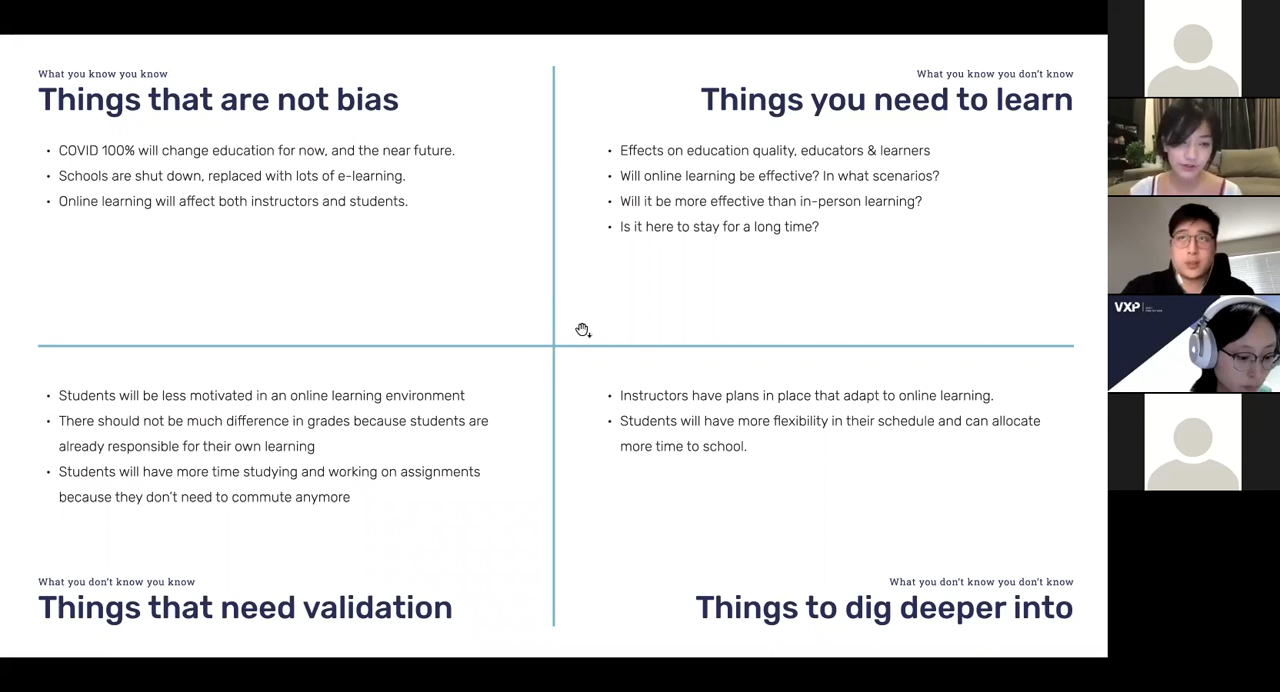 What you know you know
Things that are not bias
• COVID 100% will change education for now, and the near future.
• Schools are shut down, replaced with lots of e-learning.
• Online learning will affect both instructors and students.
What you know you don't know
Things you need to learn
• Effects on education quality, educators & learners
• Will online learning be effective? In what scenarios?
• Will it be more effective than in-person learning?
• Is it here to stay for a long time?
• Students will be less motivated in an online learning environment
• There should not be much difference in grades because students are
already responsible for their own learning
• Students will have more time studying and working on assignments
because they don't need to commute anymore
What you don't know you know
Things that need validation
• Instructors have plans in place that adapt to online learning.
• Students will have more flexibility in their schedule and can allocate
more time to school.
What you don't know you don't know
Things to dig deeper into
VXP